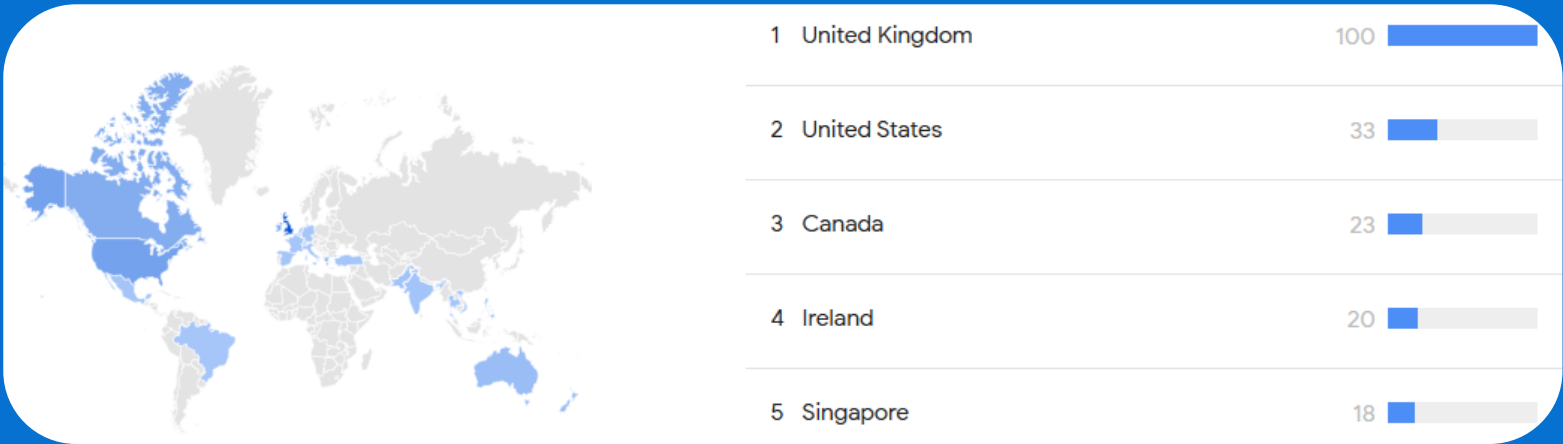 1 United Kingdom 100
2 United States 33
3 Canada 23
4 Ireland 20
5 Singapore 18